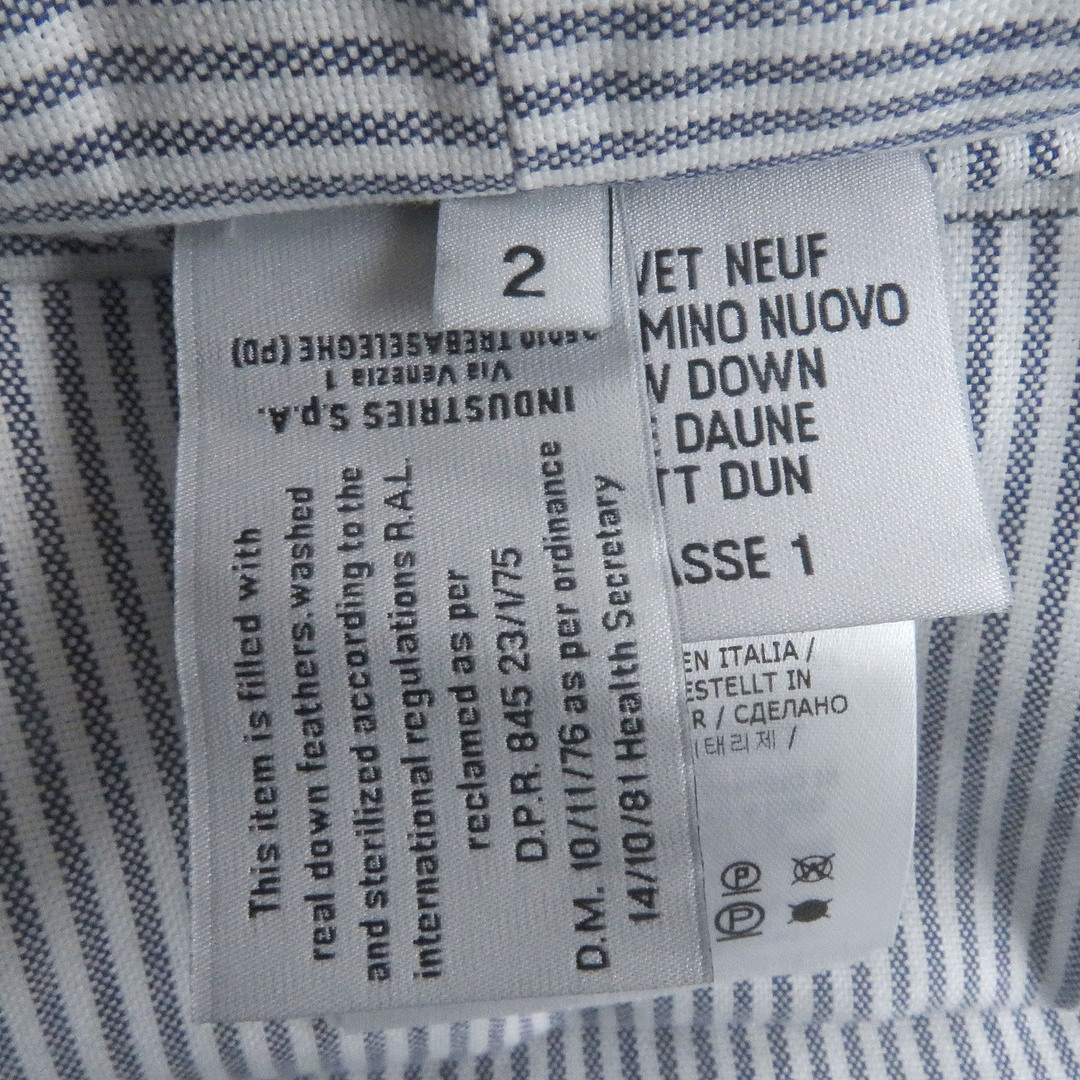 2
35010 TREBASELEGHE (PD)
Via Venezia 1
INDUSTRIES S.p.A.
This item is filled with
real down feathers.washed
and sterilized according to the
international regulations R.A.L.
reclamed as per
D.P.R. 845 23/1/75
D.M. 10/11/76 as per ordinance
14/10/81 Health Secretary
VET NEUF
MINO NUOVO
W DOWN
DAUNE
TT DUN
ASSE 1
EN ITALIA /
ESTELLT IN
R / СДЕЛАНО
태리제 /
P
W
P